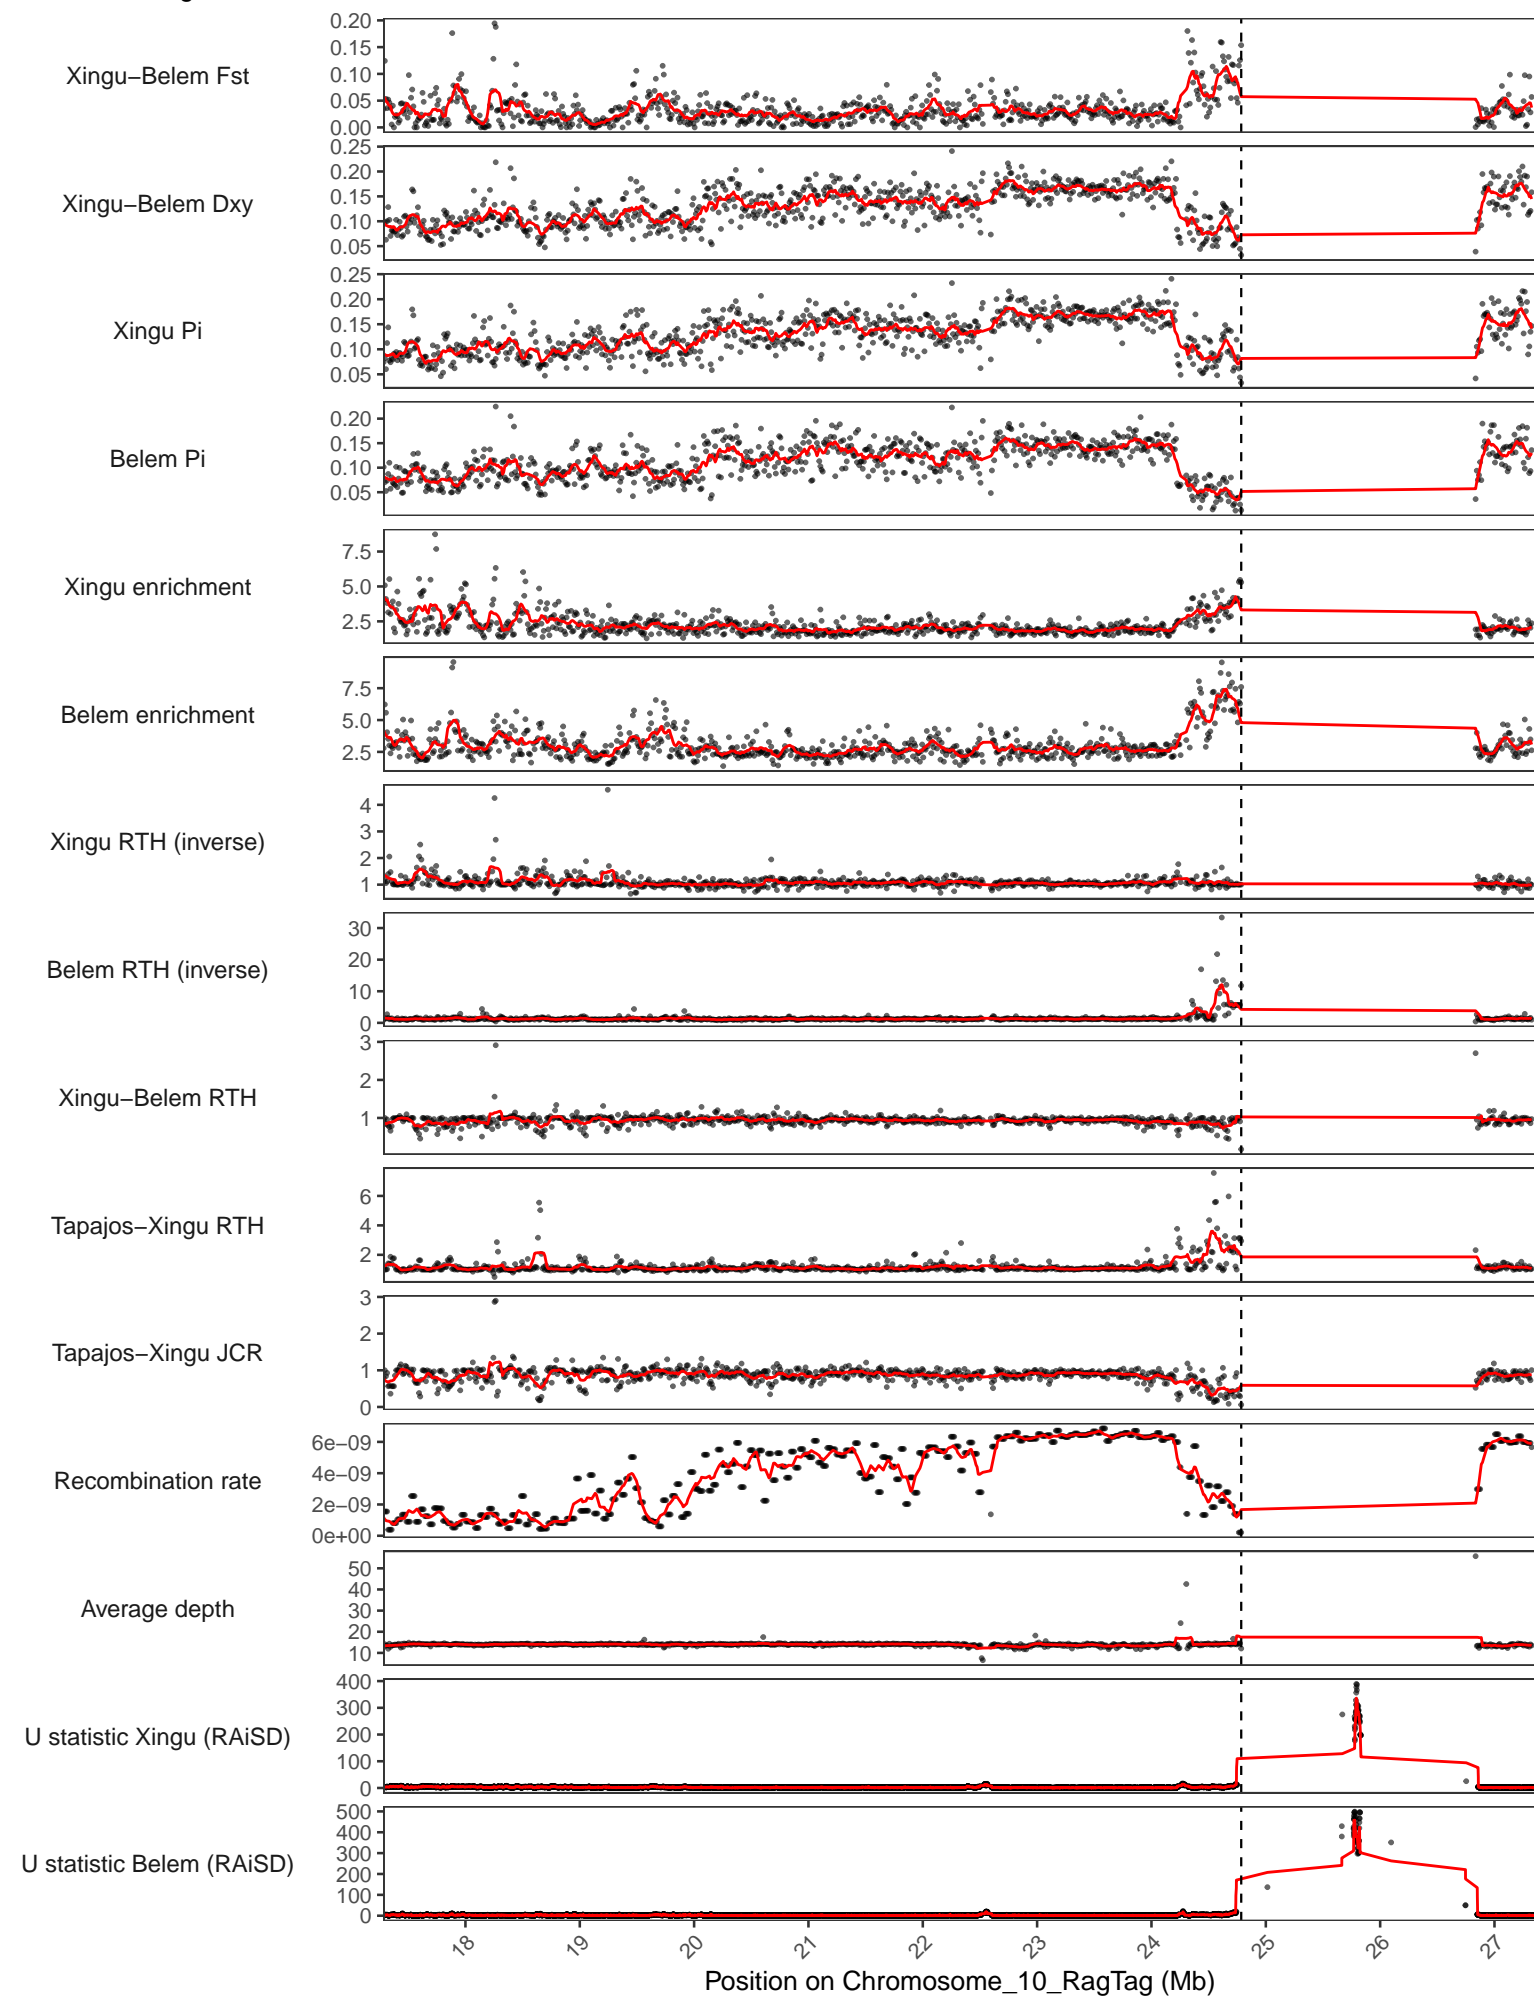 Xingu−Belem Fst
0.20
0.15
0.10
0.05
0.00
Xingu−Belem Dxy
0.25
0.20
0.15
0.10
0.05
Xingu Pi
0.25
0.20
0.15
0.10
0.05
Belem Pi
0.20
0.15
0.10
0.05
Xingu enrichment
7.5
5.0
2.5
Belem enrichment
7.5
5.0
2.5
Xingu RTH (inverse)
4
3
2
1
Belem RTH (inverse)
30
20
10
0
Xingu−Belem RTH
3
2
1
Tapajos−Xingu RTH
6
4
2
Tapajos−Xingu JCR
3
2
1
0
Recombination rate
6e−09
4e−09
2e−09
0e+00
Average depth
50
40
30
20
10
U statistic Xingu (RAiSD)
400
300
200
100
0
U statistic Belem (RAiSD)
500
400
300
200
100
0
18 19 20 21 22 23 24 25 26 27
Position on Chromosome_10_RagTag (Mb)